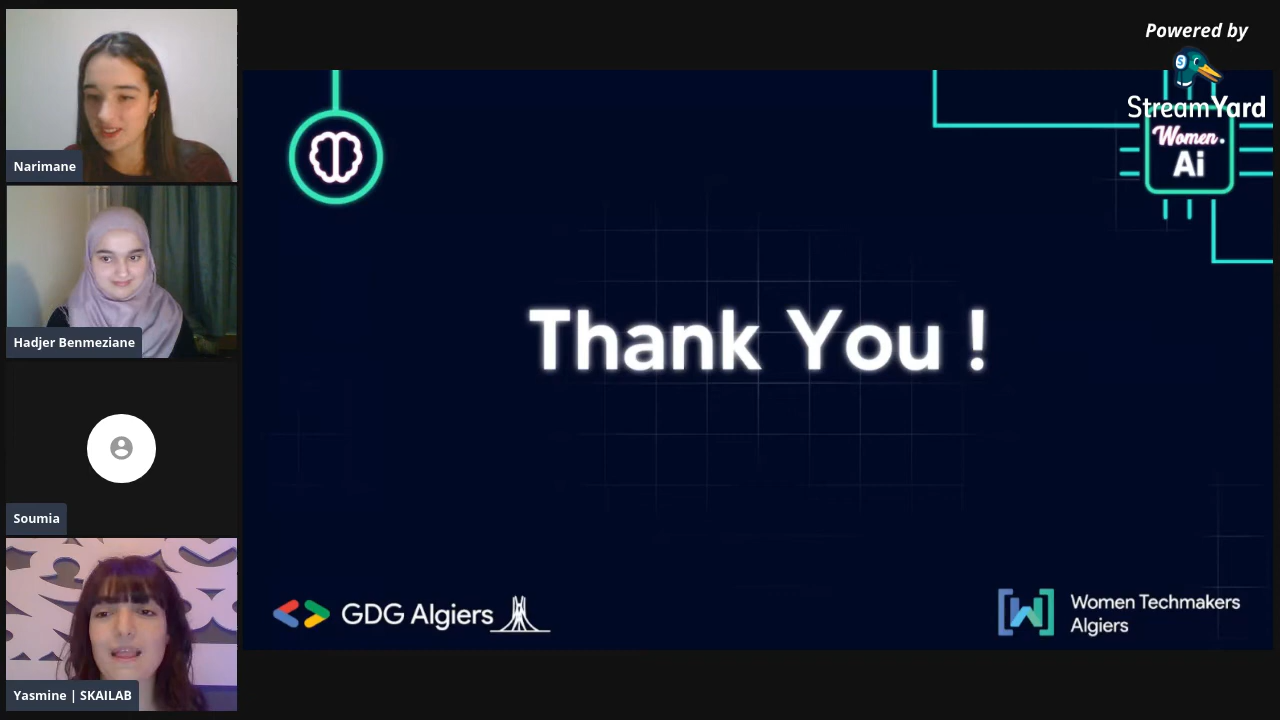 Narimane
Hadjer Benmeziane
Soumia
Yasmine | SKAILAB
Powered by
S
StreamYard
Women.
Ai
Thank You !
GDG Algiers
W
Women Techmakers
Algiers